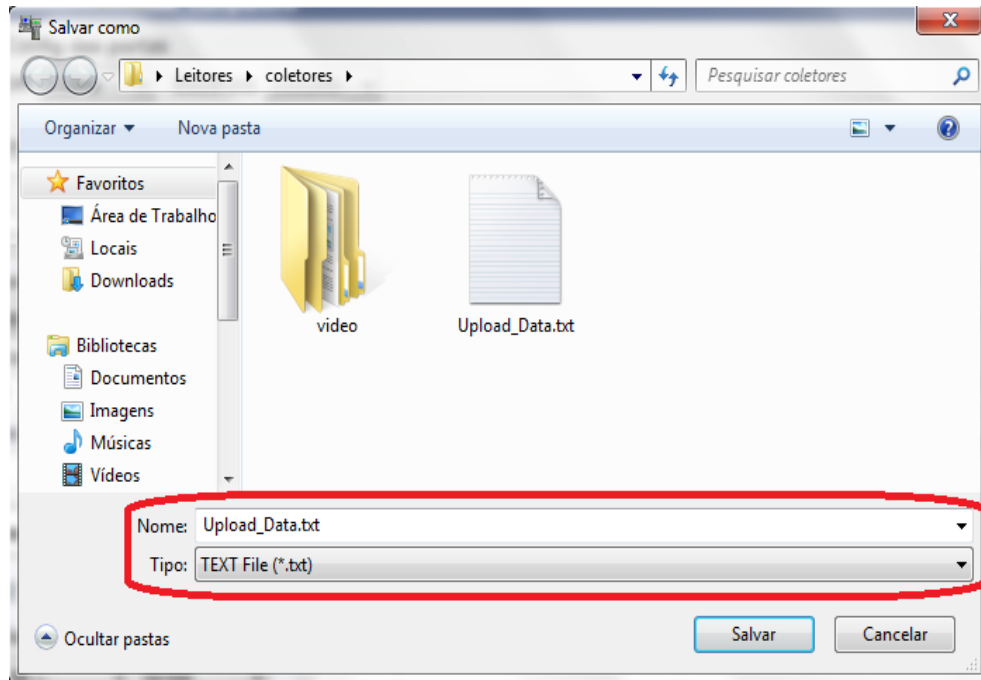 Salvar como
Leitores coletores
Pesquisar coletores
Organizar
Nova pasta
Favoritos
Área de Trabalho
Locais
Downloads
Bibliotecas
Documentos
Imagens
Músicas
Vídeos
video
Upload_Data.txt
Nome: Upload_Data.txt
Tipo: TEXT File (*.txt)
Ocultar pastas
Salvar
Cancelar